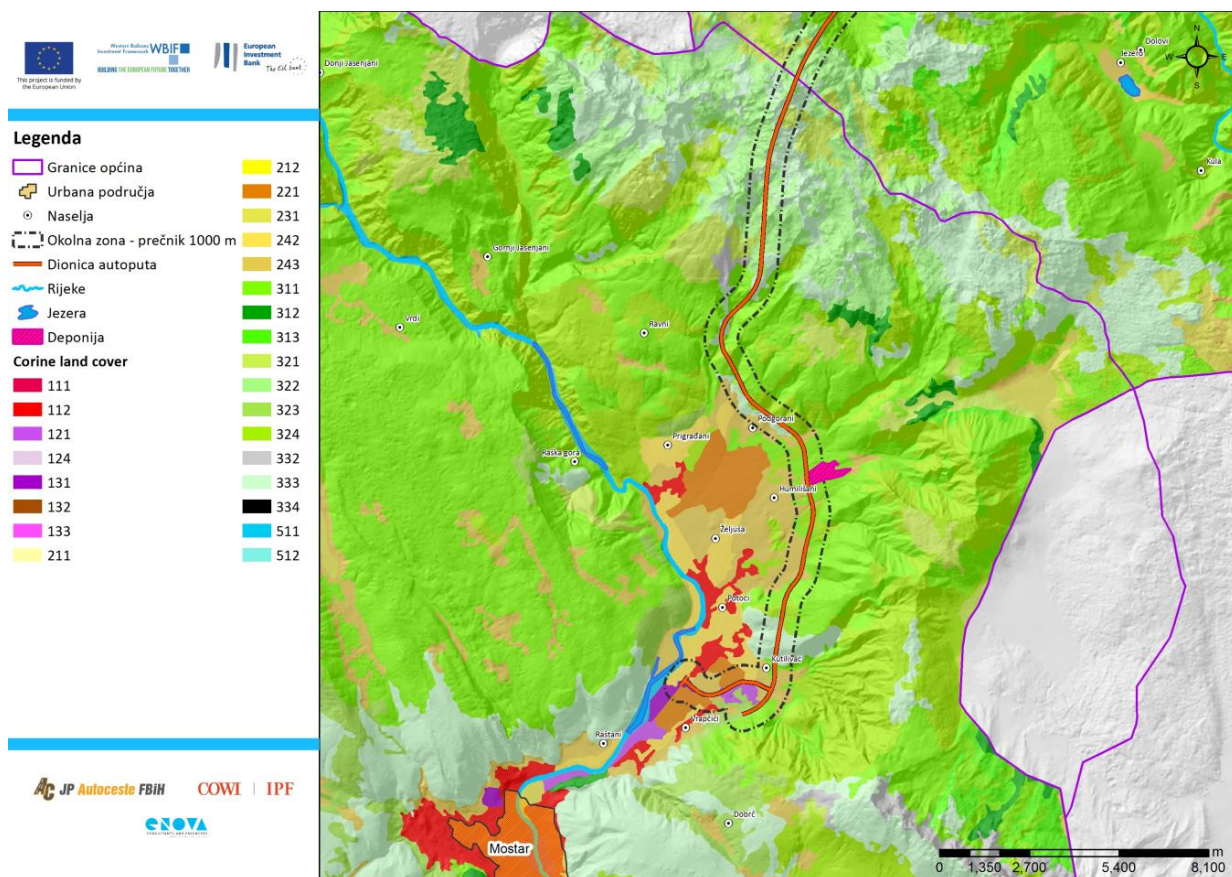 This project is funded by
the European Union
Western Balkans
Investment Framework
WBIF
BUILDING THE EUROPEAN FUTURE TOGETHER
European
Investment
Bank
The EU bank
Legenda
Granice općina
Urbana područja
Naselja
Okolna zona - prečnik 1000 m
Dionica autoputa
Rijeke
Jezera
Deponija
Corine land cover
111
112
121
124
131
132
133
211
212
221
231
242
243
311
312
313
321
322
323
324
332
333
334
511
512
JP Autoceste FBiH
COWI | IPF
enova
Donji Jasenjani
Dolovi
Jezero
N
W
E
S
Kula
Gornji Jasenjani
Vrdi
Ravni
Podgorani
Prigrađani
Raška gora
Humilišani
Željuša
Potoci
Kutilivač
Vrapčići
Raštani
Dobrč
Mostar
m
0 1,350 2,700 5,400 8,100